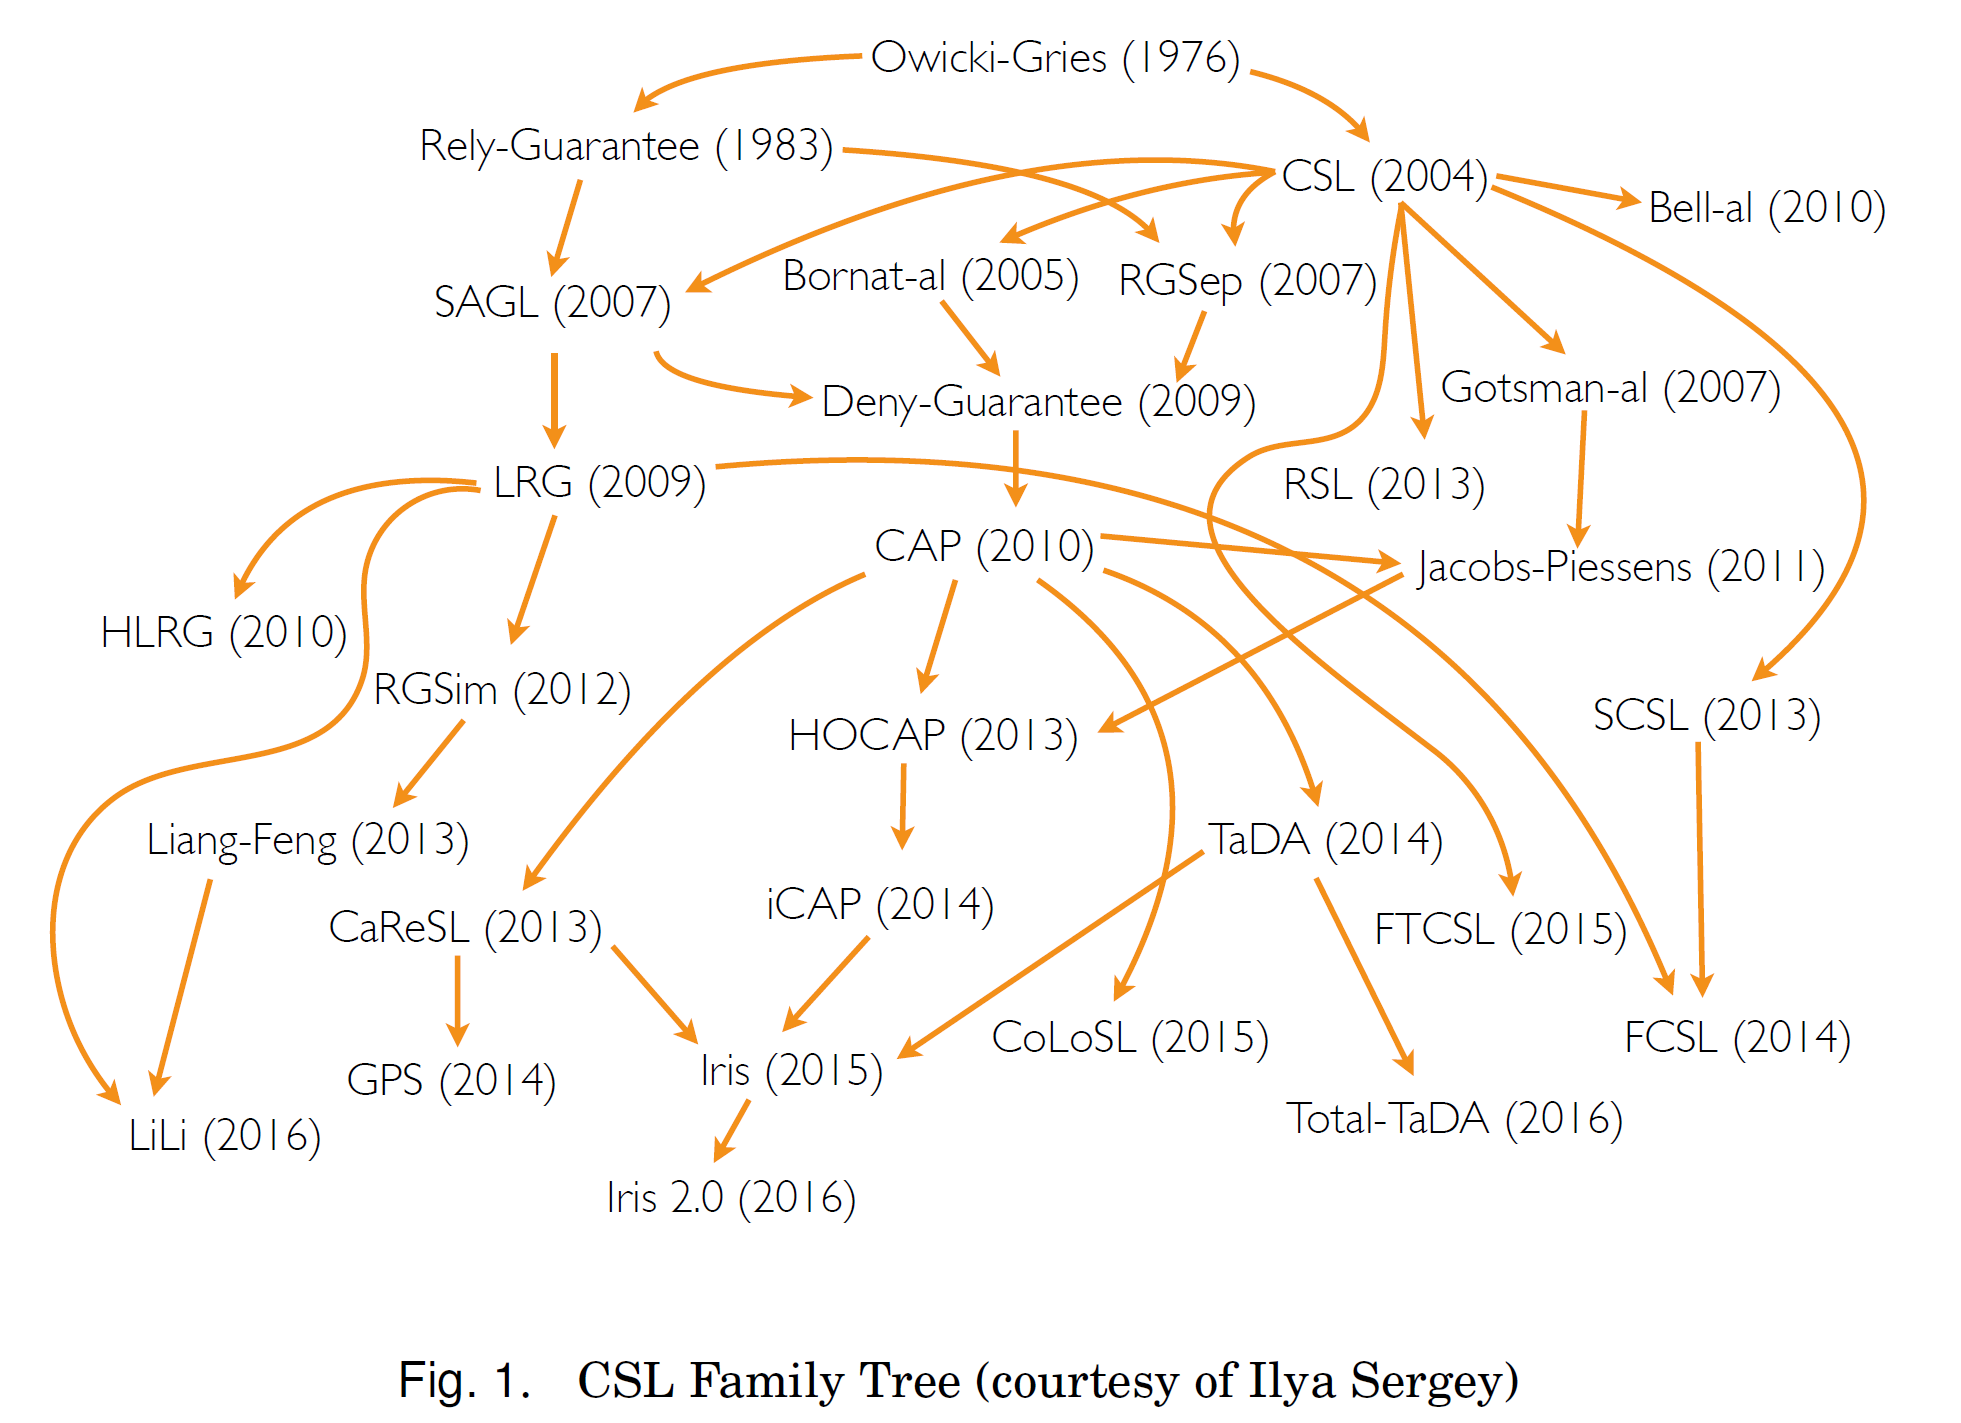 Owicki-Gries (1976)
Rely-Guarantee (1983)
CSL (2004)
Bell-al (2010)
SAGL (2007)
Bornat-al (2005)
RGSep (2007)
Deny-Guarantee (2009)
Gotsman-al (2007)
LRG (2009)
RSL (2013)
CAP (2010)
Jacobs-Piessens (2011)
HLRG (2010)
RGSim (2012)
HOCAP (2013)
SCSL (2013)
Liang-Feng (2013)
TaDA (2014)
CaReSL (2013)
iCAP (2014)
FTCSL (2015)
GPS (2014)
Iris (2015)
CoLoSL (2015)
FCSL (2014)
LiLi (2016)
Total-TaDA (2016)
Iris 2.0 (2016)
Fig. 1. CSL Family Tree (courtesy of Ilya Sergey)